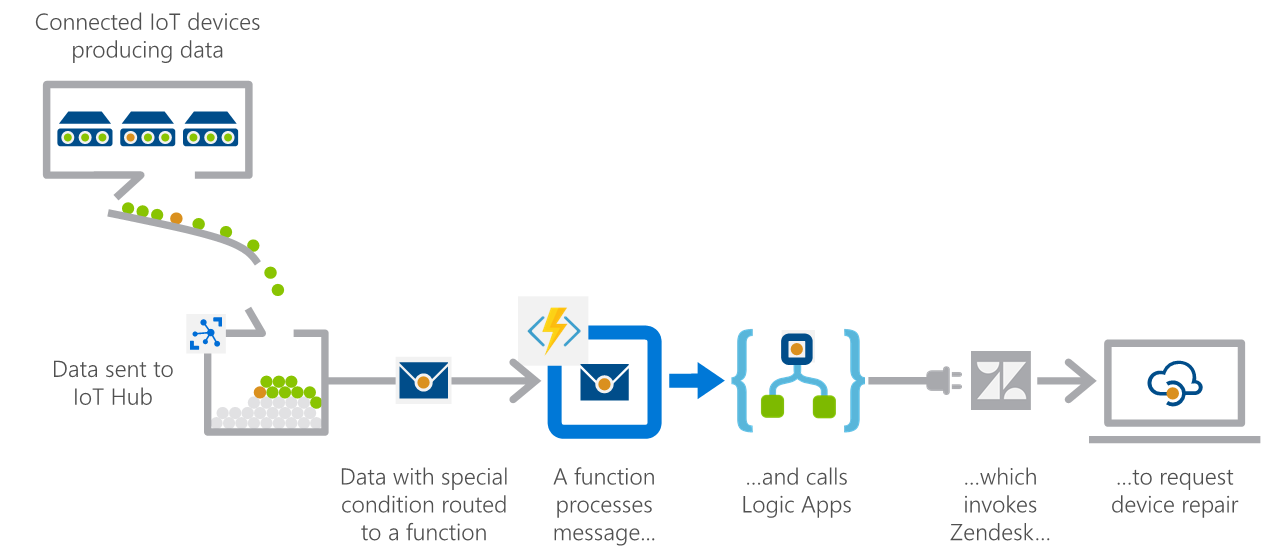 Connected IoT devices
producing data
Data sent to
IoT Hub
Data with special
condition routed
to a function
A function
processes
message...
...and calls
Logic Apps
...which
invokes
Zendesk...
...to request
device repair